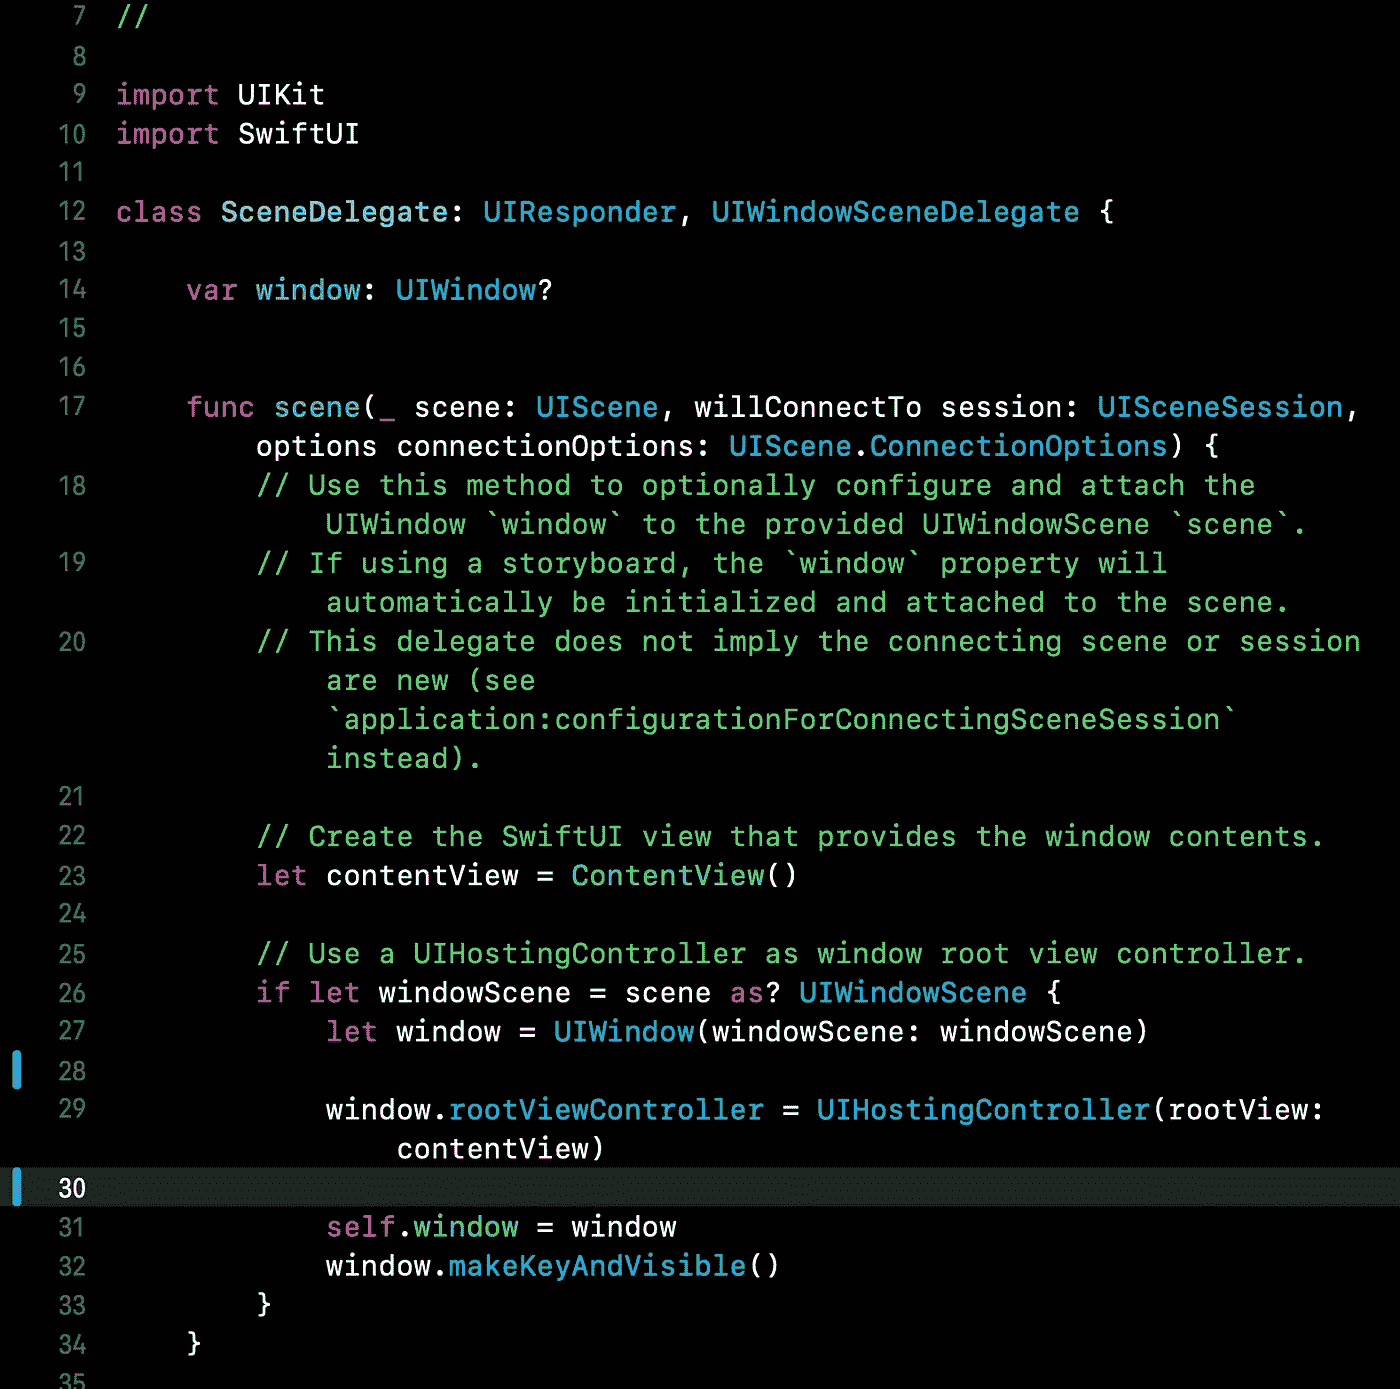 7 //
8
9 import UIKit
10 import SwiftUI
11
12 class SceneDelegate: UIResponder, UIWindowSceneDelegate {
13
14 var window: UIWindow?
15
16
17 func scene(_ scene: UIScene, willConnectTo session: UISceneSession,
options connectionOptions: UIScene.ConnectionOptions) {
18 // Use this method to optionally configure and attach the
UIWindow `window` to the provided UIWindowScene `scene`.
19 // If using a storyboard, the `window` property will
automatically be initialized and attached to the scene.
20 // This delegate does not imply the connecting scene or session
are new (see
`application:configurationForConnectingSceneSession`
instead).
21
22 // Create the SwiftUI view that provides the window contents.
23 let contentView = ContentView()
24
25 // Use a UIHostingController as window root view controller.
26 if let windowScene = scene as? UIWindowScene {
27 let window = UIWindow(windowScene: windowScene)
28
29 window.rootViewController = UIHostingController(rootView:
contentView)
30
31 self.window = window
32 window.makeKeyAndVisible()
33 }
34 }
35